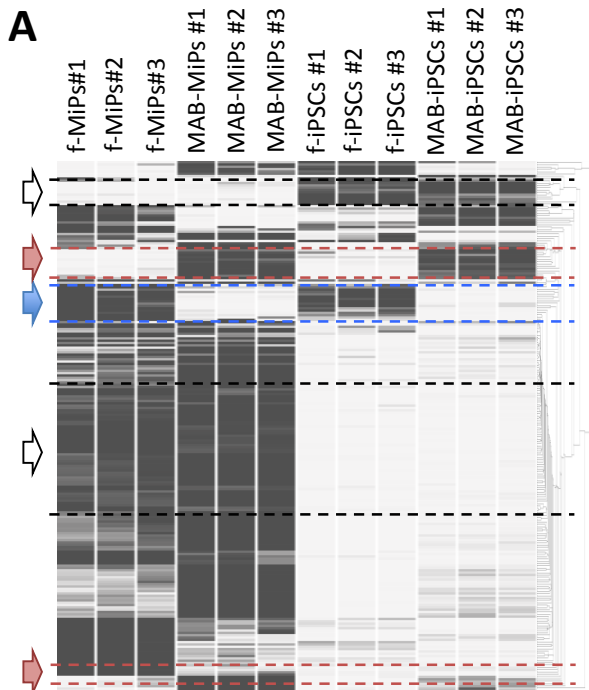 A
f-MiPs#1
f-MiPs#2
f-MiPs#3
MAB-MiPs #1
MAB-MiPs #2
MAB-MiPs #3
f-iPSCs #1
f-iPSCs #2
f-iPSCs #3
MAB-iPSCs #1
MAB-iPSCs #2
MAB-iPSCs #3